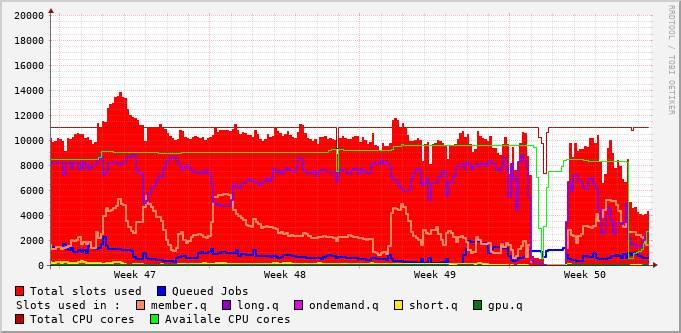 20000
18000
16000
14000
12000
10000
8000
6000
4000
2000
0
Week 47 Week 48 Week 49 Week 50
RRDTOOL / TOBI OETIKER
Total slots used Queued Jobs
Slots used in : member.q long.q ondemand.q short.q gpu.q
Total CPU cores Availale CPU cores